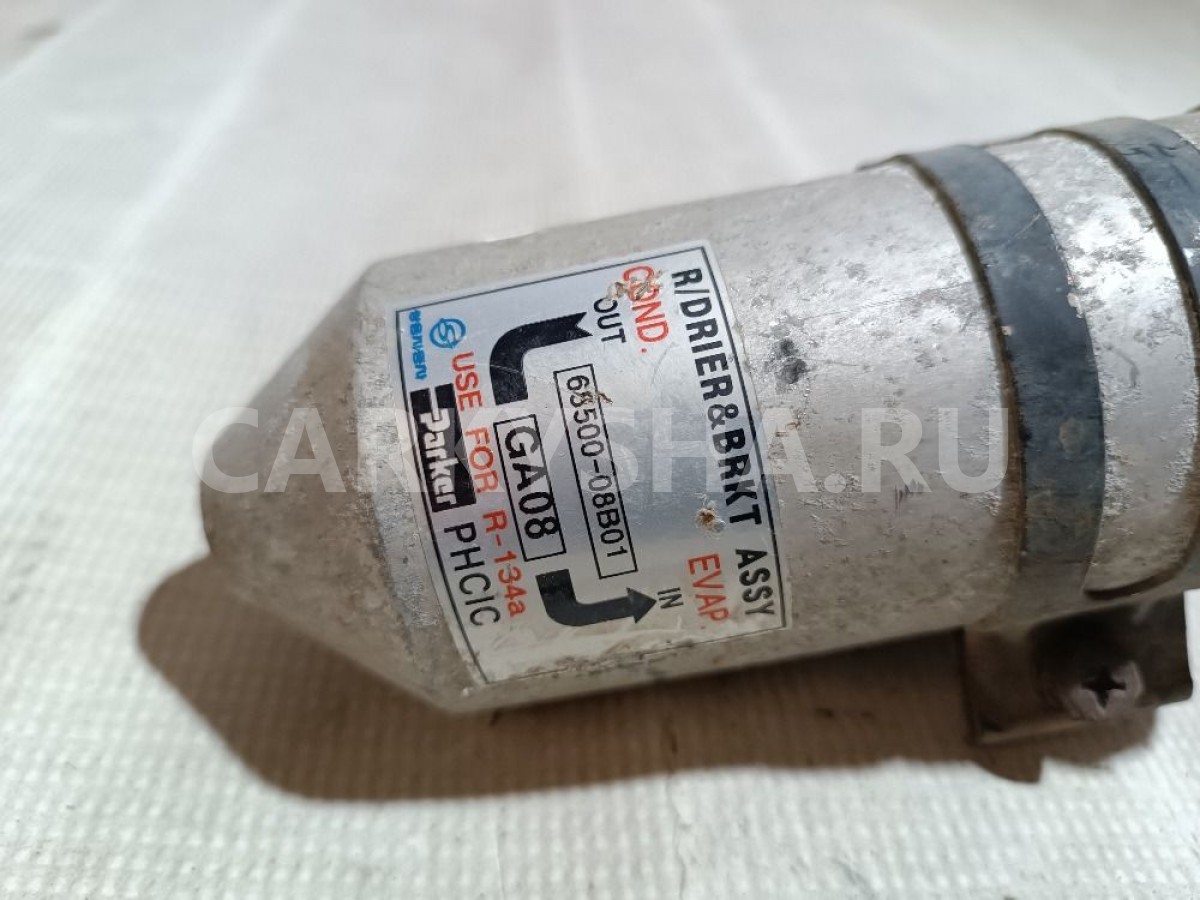 R/DRIER&BRKT ASSY
COND. EVAP.
OUT IN
68500-08B01
GA08
USE FOR R-134a
Parker PHCIC
CARKYSHA.RU